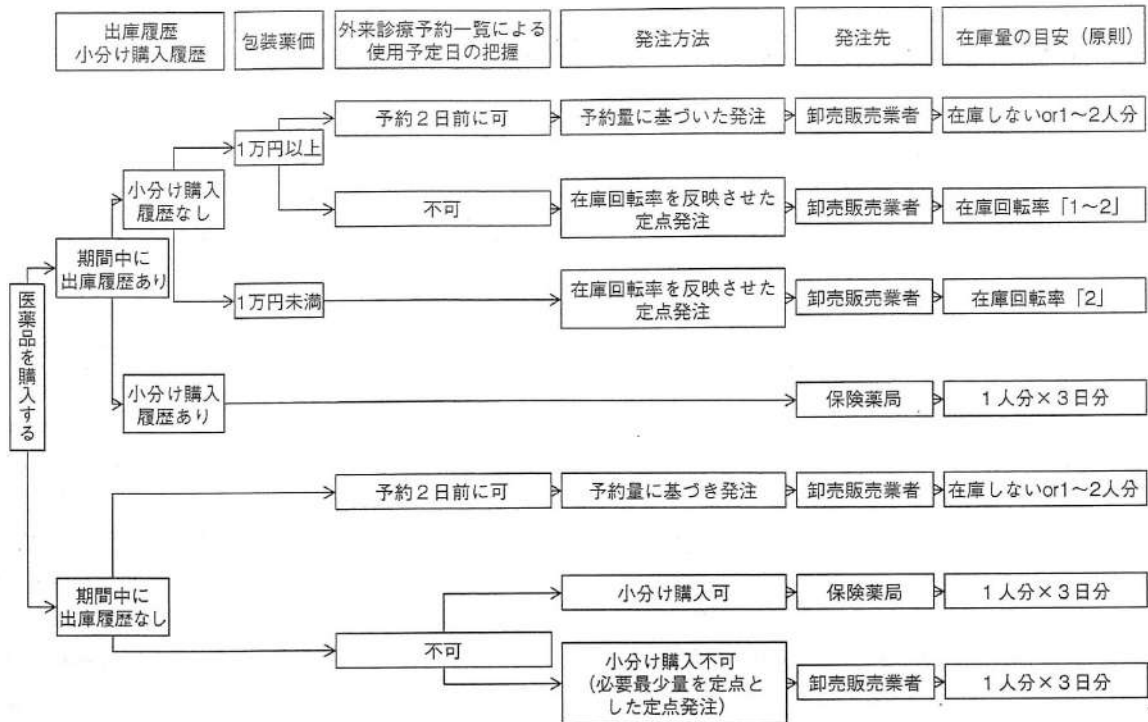 出庫履歴
小分け購入履歴
包装薬価
外来診療予約一覧による
使用予定日の把握
発注方法
発注先
在庫量の目安（原則）
予約２日前に可
予約量に基づいた発注
卸売販売業者
在庫しないor1～2人分
1万円以上
小分け購入
履歴なし
不可
在庫回転率を反映させた
定点発注
卸売販売業者
在庫回転率「1～2」
期間中に
出庫履歴あり
1万円未満
在庫回転率を反映させた
定点発注
卸売販売業者
在庫回転率「2」
医薬品を購入する
小分け購入
履歴あり
保険薬局
１人分×３日分
予約２日前に可
予約量に基づき発注
卸売販売業者
在庫しないor1～2人分
期間中に
出庫履歴なし
小分け購入可
保険薬局
１人分×３日分
不可
小分け購入不可
（必要最少量を定点と
した定点発注）
卸売販売業者
１人分×３日分